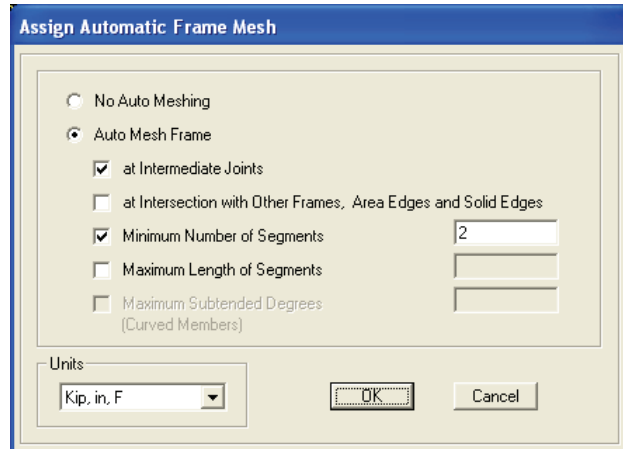 Assign Automatic Frame Mesh
No Auto Meshing
Auto Mesh Frame
at Intermediate Joints
at Intersection with Other Frames, Area Edges and Solid Edges
Minimum Number of Segments 2
Maximum Length of Segments
Maximum Subtended Degrees
(Curved Members)
Units
Kip, in, F OK Cancel